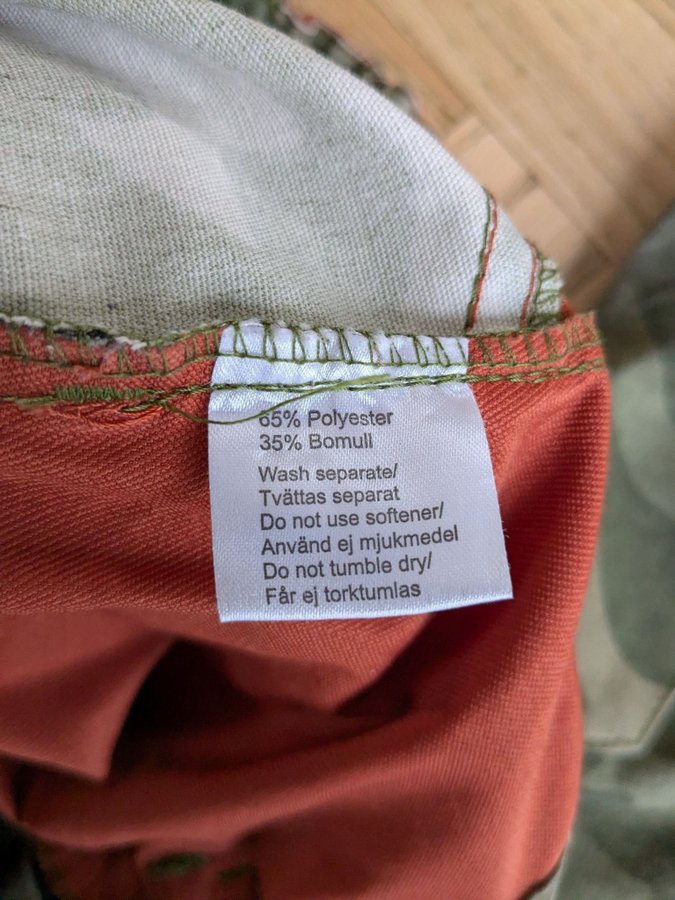 65% Polyester
35% Bomull
Wash separate/
Tvättas separat
Do not use softener/
Använd ej mjukmedel
Do not tumble dry/
Får ej torktumlas